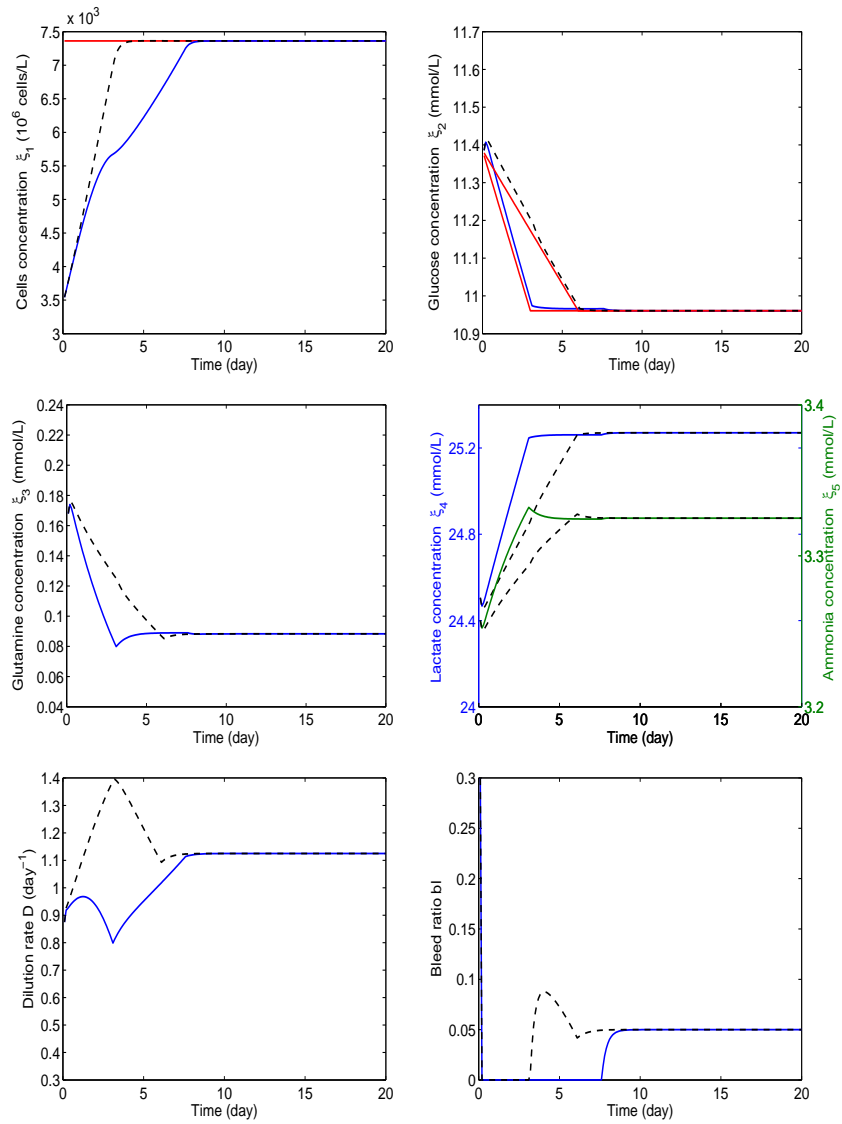 x 10³
7.5
7
6.5
6
5.5
5
4.5
4
3.5
3
0 5 10 15 20
Time (day)
Cells concentration ξ₁ (10⁶ cells/L)
11.7
11.6
11.5
11.4
11.3
11.2
11.1
11
10.9
0 5 10 15 20
Time (day)
Glucose concentration ξ₂ (mmol/L)
0.24
0.22
0.2
0.18
0.16
0.14
0.12
0.1
0.08
0.06
0.04
0 5 10 15 20
Time (day)
Glutamine concentration ξ₃ (mmol/L)
25.2
24.8
24.4
24
0 5 10 15 20
Time (day)
Lactate concentration ξ₄ (mmol/L)
3.4
3.3
3.2
Ammonia concentration ξ₅ (mmol/L)
1.4
1.3
1.2
1.1
1
0.9
0.8
0.7
0.6
0.5
0.4
0.3
0 5 10 15 20
Time (day)
Dilution rate D (day⁻¹)
0.3
0.25
0.2
0.15
0.1
0.05
0
0 5 10 15 20
Time (day)
Bleed ratio bl